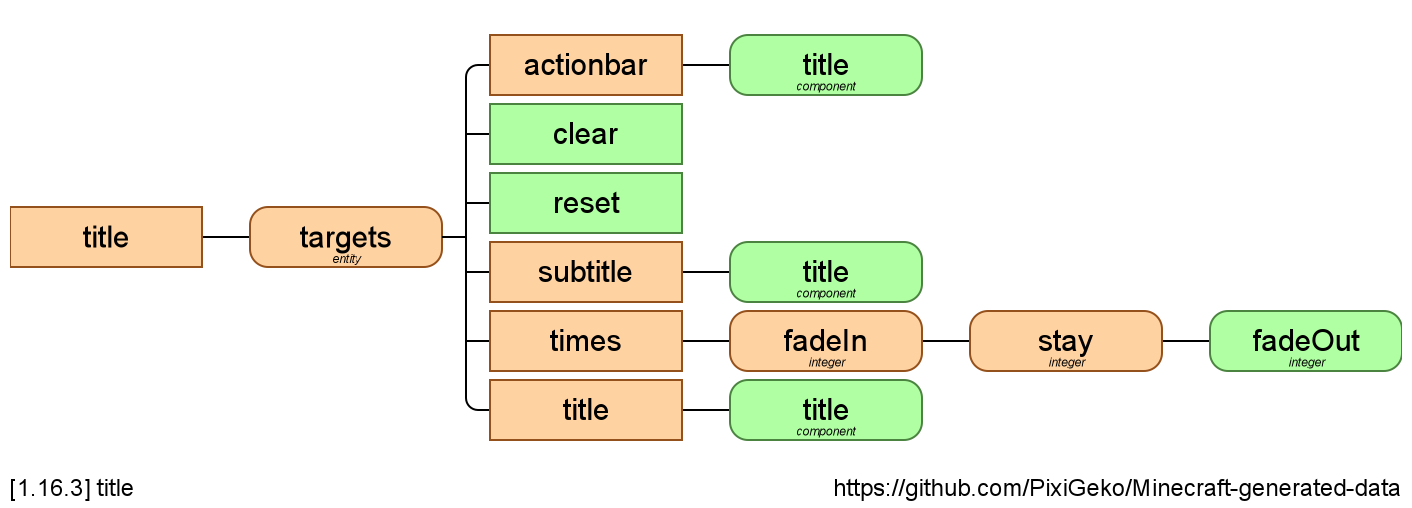 actionbar
title
component
clear
reset
title
targets
entity
subtitle
title
component
times
fadeIn
integer
stay
integer
fadeOut
integer
title
title
component
[1.16.3] title
https://github.com/PixiGeko/Minecraft-generated-data